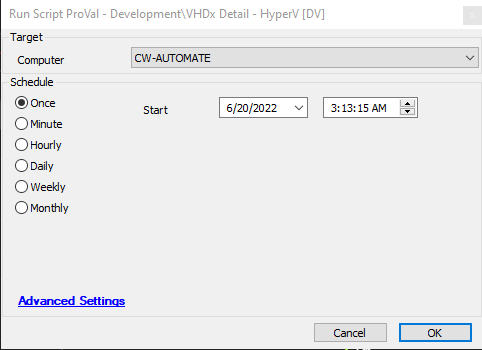 Run Script ProVal - Development\VHDx Detail - HyperV [DV]
Target
Computer CW-AUTOMATE
Schedule
Once Start 6/20/2022 3:13:15 AM
Minute
Hourly
Daily
Weekly
Monthly
Advanced Settings
Cancel OK